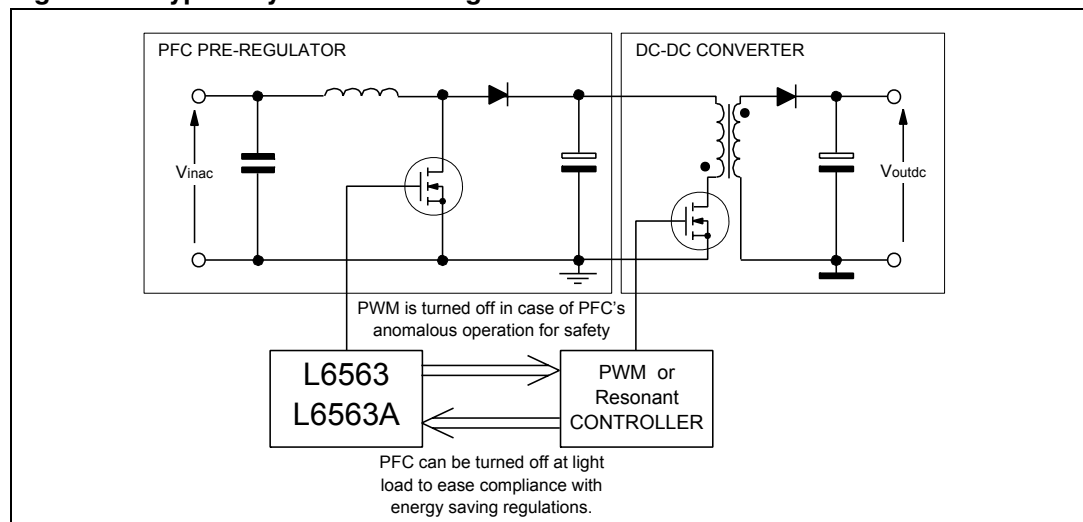 PFC PRE-REGULATOR
DC-DC CONVERTER
Vinac
Voutdc
PWM is turned off in case of PFC's
anomalous operation for safety
L6563
L6563A
PWM or
Resonant
CONTROLLER
PFC can be turned off at light
load to ease compliance with
energy saving regulations.